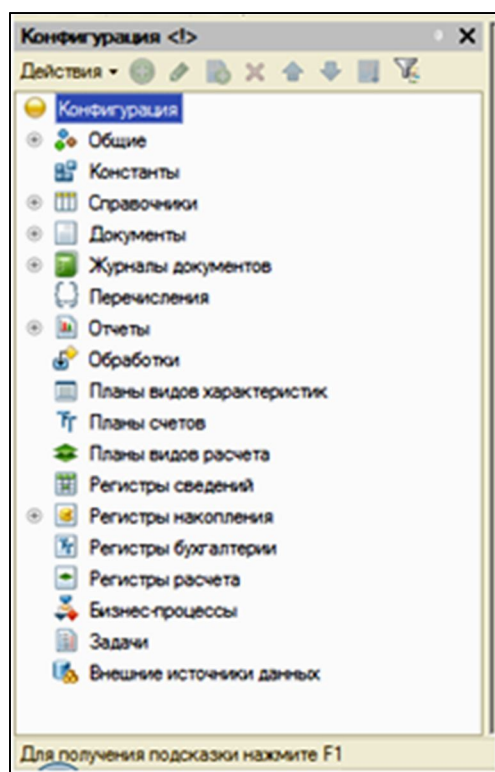 Конфигурация <!>
Действия
Конфигурация
Общие
Константы
Справочники
Документы
Журналы документов
Перечисления
Отчеты
Обработки
Планы видов характеристик
Планы счетов
Планы видов расчета
Регистры сведений
Регистры накопления
Регистры бухгалтерии
Регистры расчета
Бизнес-процессы
Задачи
Внешние источники данных
Для получения подсказки нажмите F1